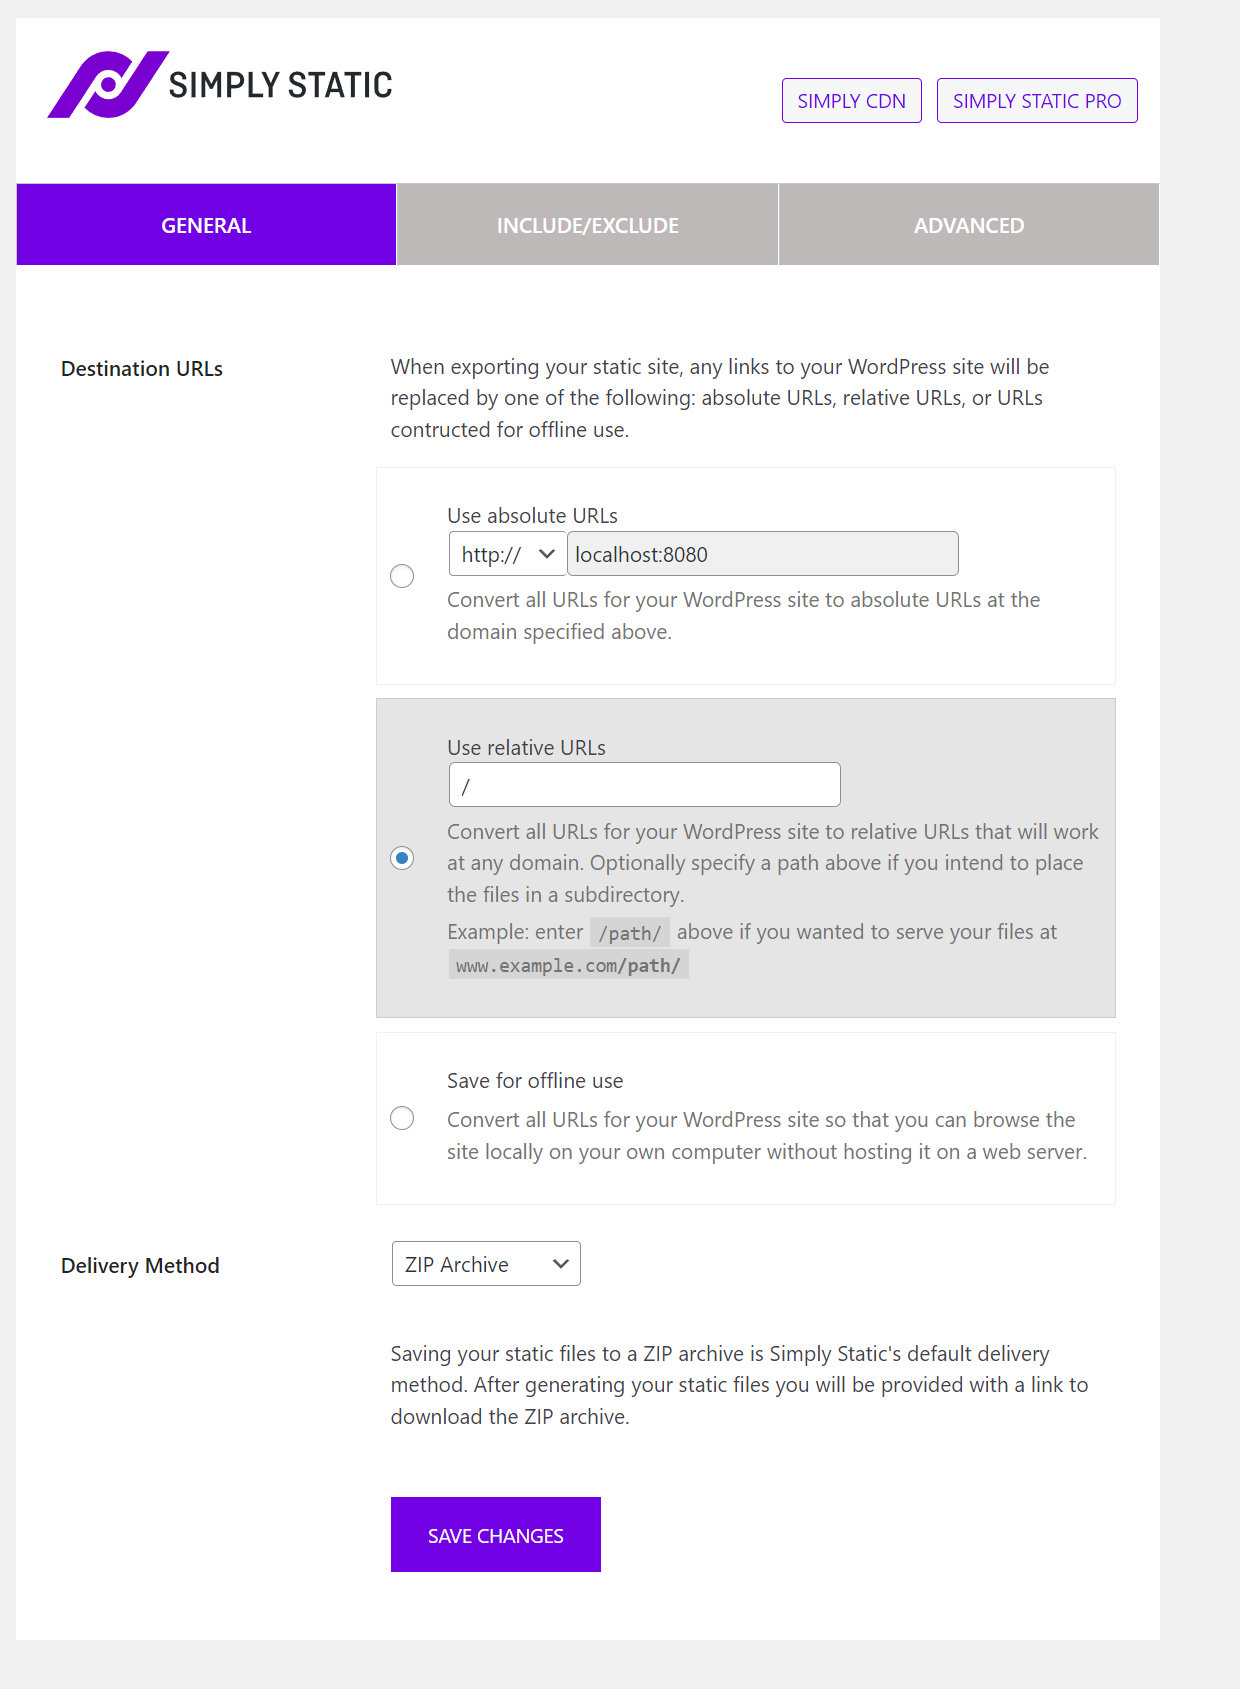 SIMPLY STATIC
SIMPLY CDN
SIMPLY STATIC PRO
GENERAL
INCLUDE/EXCLUDE
ADVANCED
Destination URLs
When exporting your static site, any links to your WordPress site will be
replaced by one of the following: absolute URLs, relative URLs, or URLs
contructed for offline use.
Use absolute URLs
http://
localhost:8080
Convert all URLs for your WordPress site to absolute URLs at the
domain specified above.
Use relative URLs
/
Convert all URLs for your WordPress site to relative URLs that will work
at any domain. Optionally specify a path above if you intend to place
the files in a subdirectory.
Example: enter /path/ above if you wanted to serve your files at
www.example.com/path/
Save for offline use
Convert all URLs for your WordPress site so that you can browse the
site locally on your own computer without hosting it on a web server.
Delivery Method
ZIP Archive
Saving your static files to a ZIP archive is Simply Static's default delivery
method. After generating your static files you will be provided with a link to
download the ZIP archive.
SAVE CHANGES